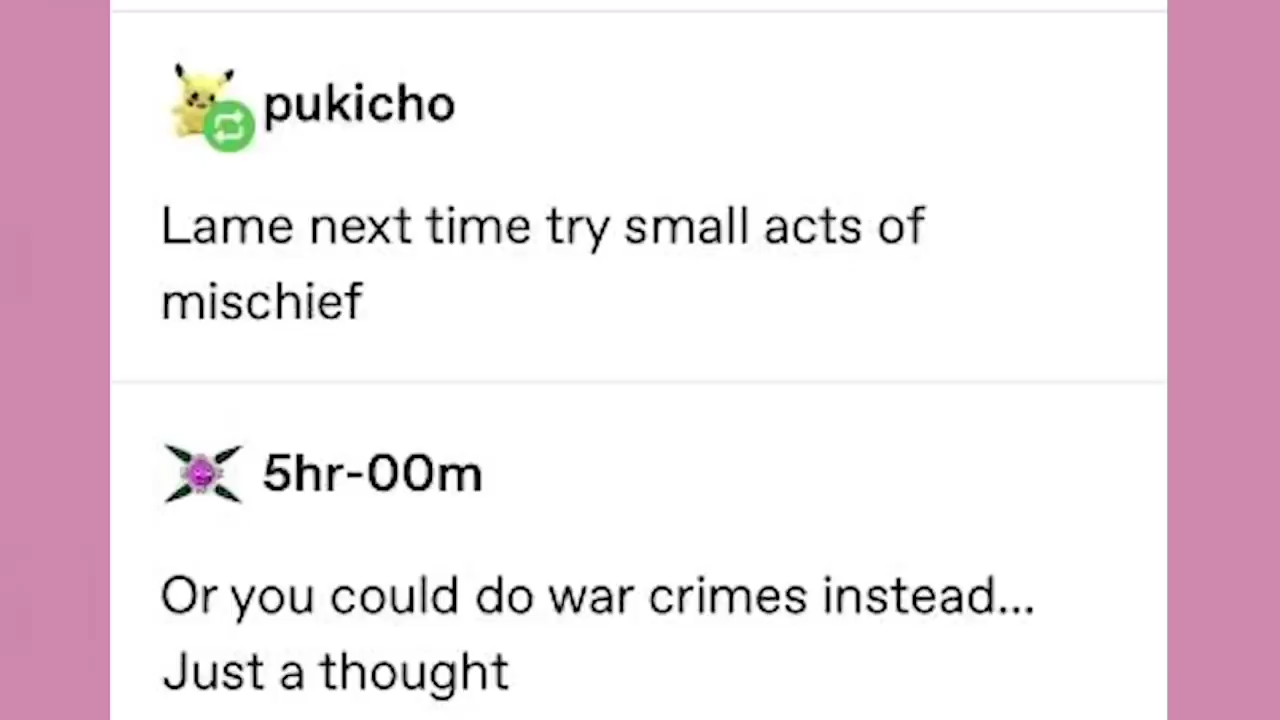 pukicho
Lame next time try small acts of
mischief
5hr-00m
Or you could do war crimes instead...
Just a thought